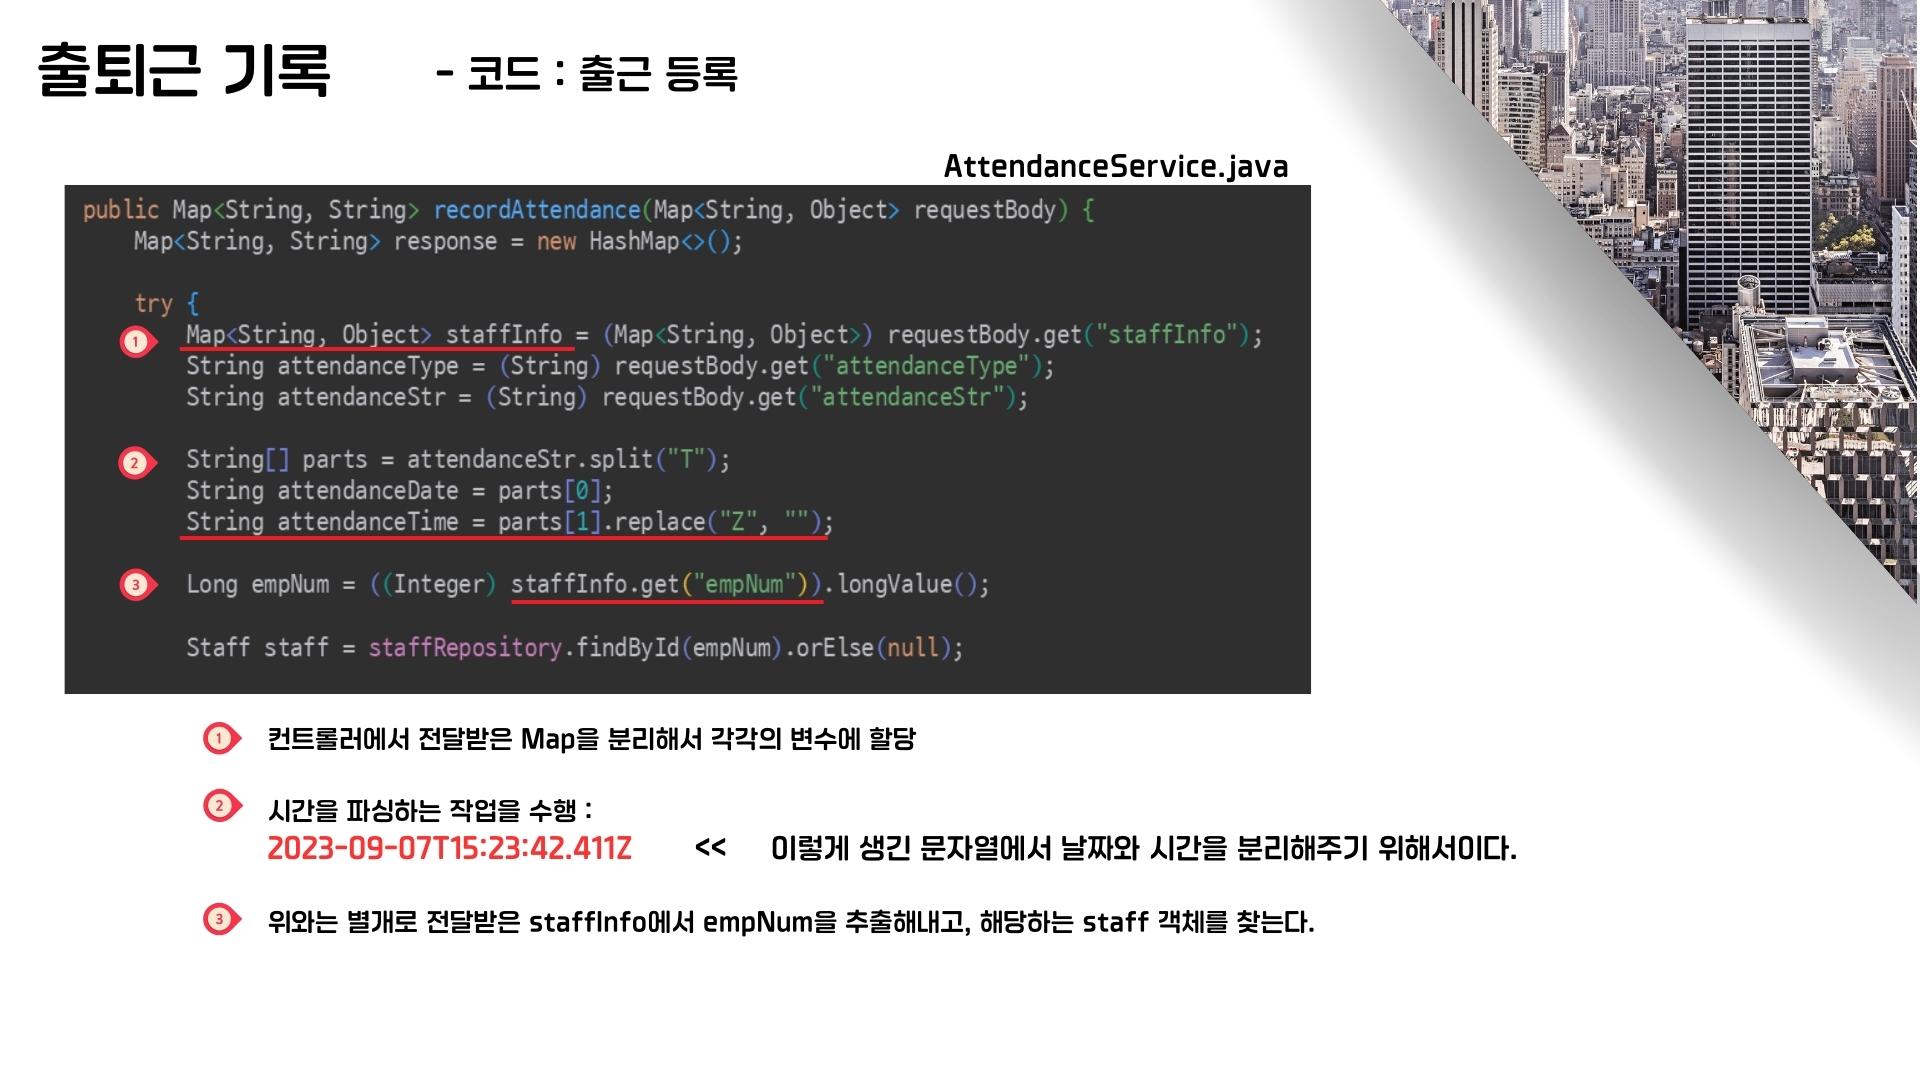 출퇴근 기록 - 코드 : 출근 등록
AttendanceService.java
public Map<String, String> recordAttendance(Map<String, Object> requestBody) {
    Map<String, String> response = new HashMap<>();
    try {
1 Map<String, Object> staffInfo = (Map<String, Object>) requestBody.get("staffInfo");
        String attendanceType = (String) requestBody.get("attendanceType");
        String attendanceStr = (String) requestBody.get("attendanceStr");
2 String[] parts = attendanceStr.split("T");
        String attendanceDate = parts[0];
        String attendanceTime = parts[1].replace("Z", "");
3 Long empNum = ((Integer) staffInfo.get("empNum")).longValue();
        Staff staff = staffRepository.findById(empNum).orElse(null);
1 컨트롤러에서 전달받은 Map을 분리해서 각각의 변수에 할당
2 시간을 파싱하는 작업을 수행 :
2023-09-07T15:23:42.411Z << 이렇게 생긴 문자열에서 날짜와 시간을 분리해주기 위해서이다.
3 위와는 별개로 전달받은 staffInfo에서 empNum을 추출해내고, 해당하는 staff 객체를 찾는다.